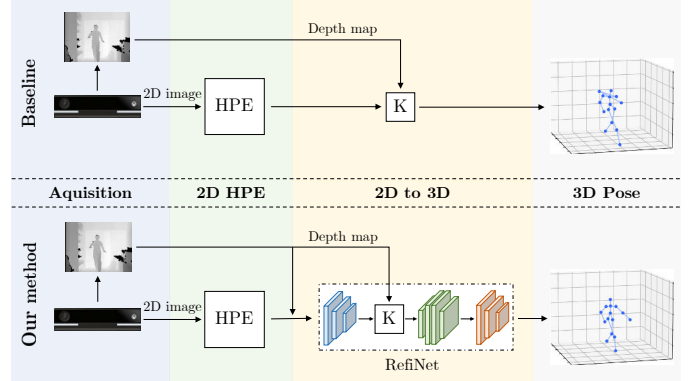 Baseline
Depth map
2D image
HPE
K
Aquisition
2D HPE
2D to 3D
3D Pose
Our method
Depth map
2D image
HPE
K
RefiNet